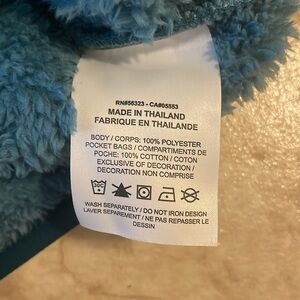 RN#56323 - CA#05553
MADE IN THAILAND
FABRIQUE EN THAILANDE
BODY / CORPS: 100% POLYESTER
POCKET BAGS / COMPARTIMENTS DE
POCHE: 100% COTTON / COTON
EXCLUSIVE OF DECORATION /
DECORATION NON COMPRISE
WASH SEPARATELY / DO NOT IRON DESIGN
LAVER SEPAREMENT / NE PAS REPASSER LE
DESSIN